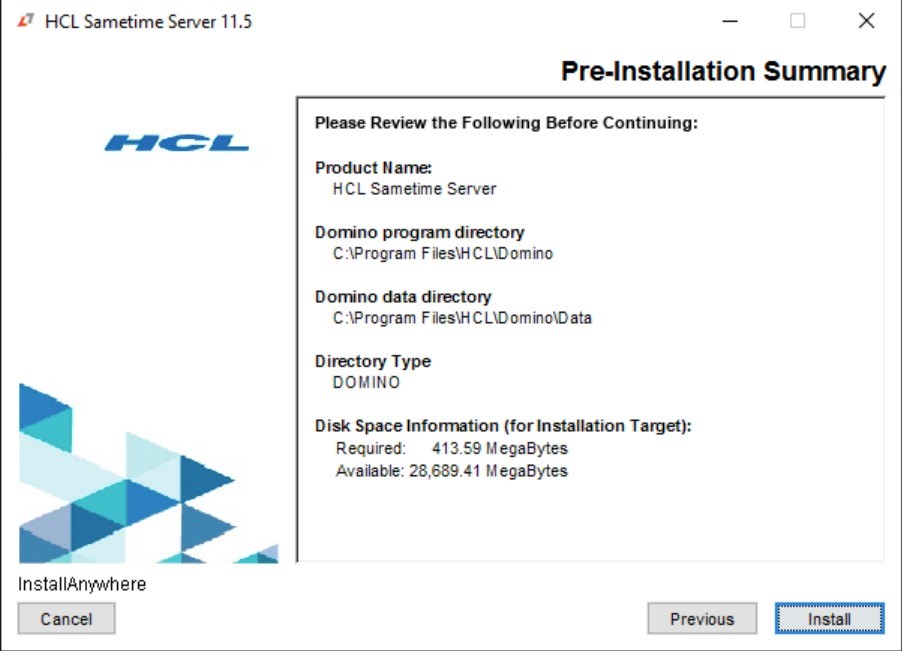 HCL Sametime Server 11.5
Pre-Installation Summary
HCL
Please Review the Following Before Continuing:
Product Name:
HCL Sametime Server
Domino program directory
C:\Program Files\HCL\Domino
Domino data directory
C:\Program Files\HCL\Domino\Data
Directory Type
DOMINO
Disk Space Information (for Installation Target):
Required: 413.59 MegaBytes
Available: 28,689.41 MegaBytes
InstallAnywhere
Cancel
Previous
Install